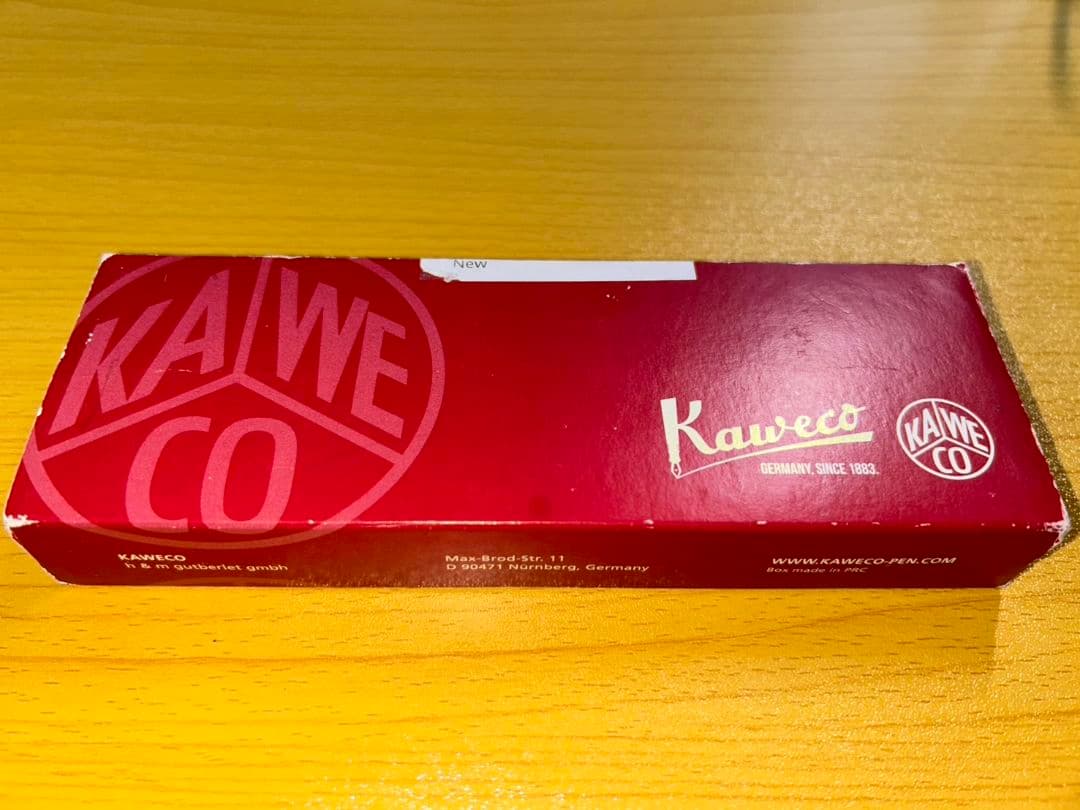 New
KA WE
CO
Kaweco
GERMANY, SINCE 1883.
KA WE
CO
KAWECO
h & m gutberlet gmbh
Max-Brod-Str. 11
D 90471 Nürnberg, Germany
WWW.KAWECO-PEN.COM
Box made in PRC